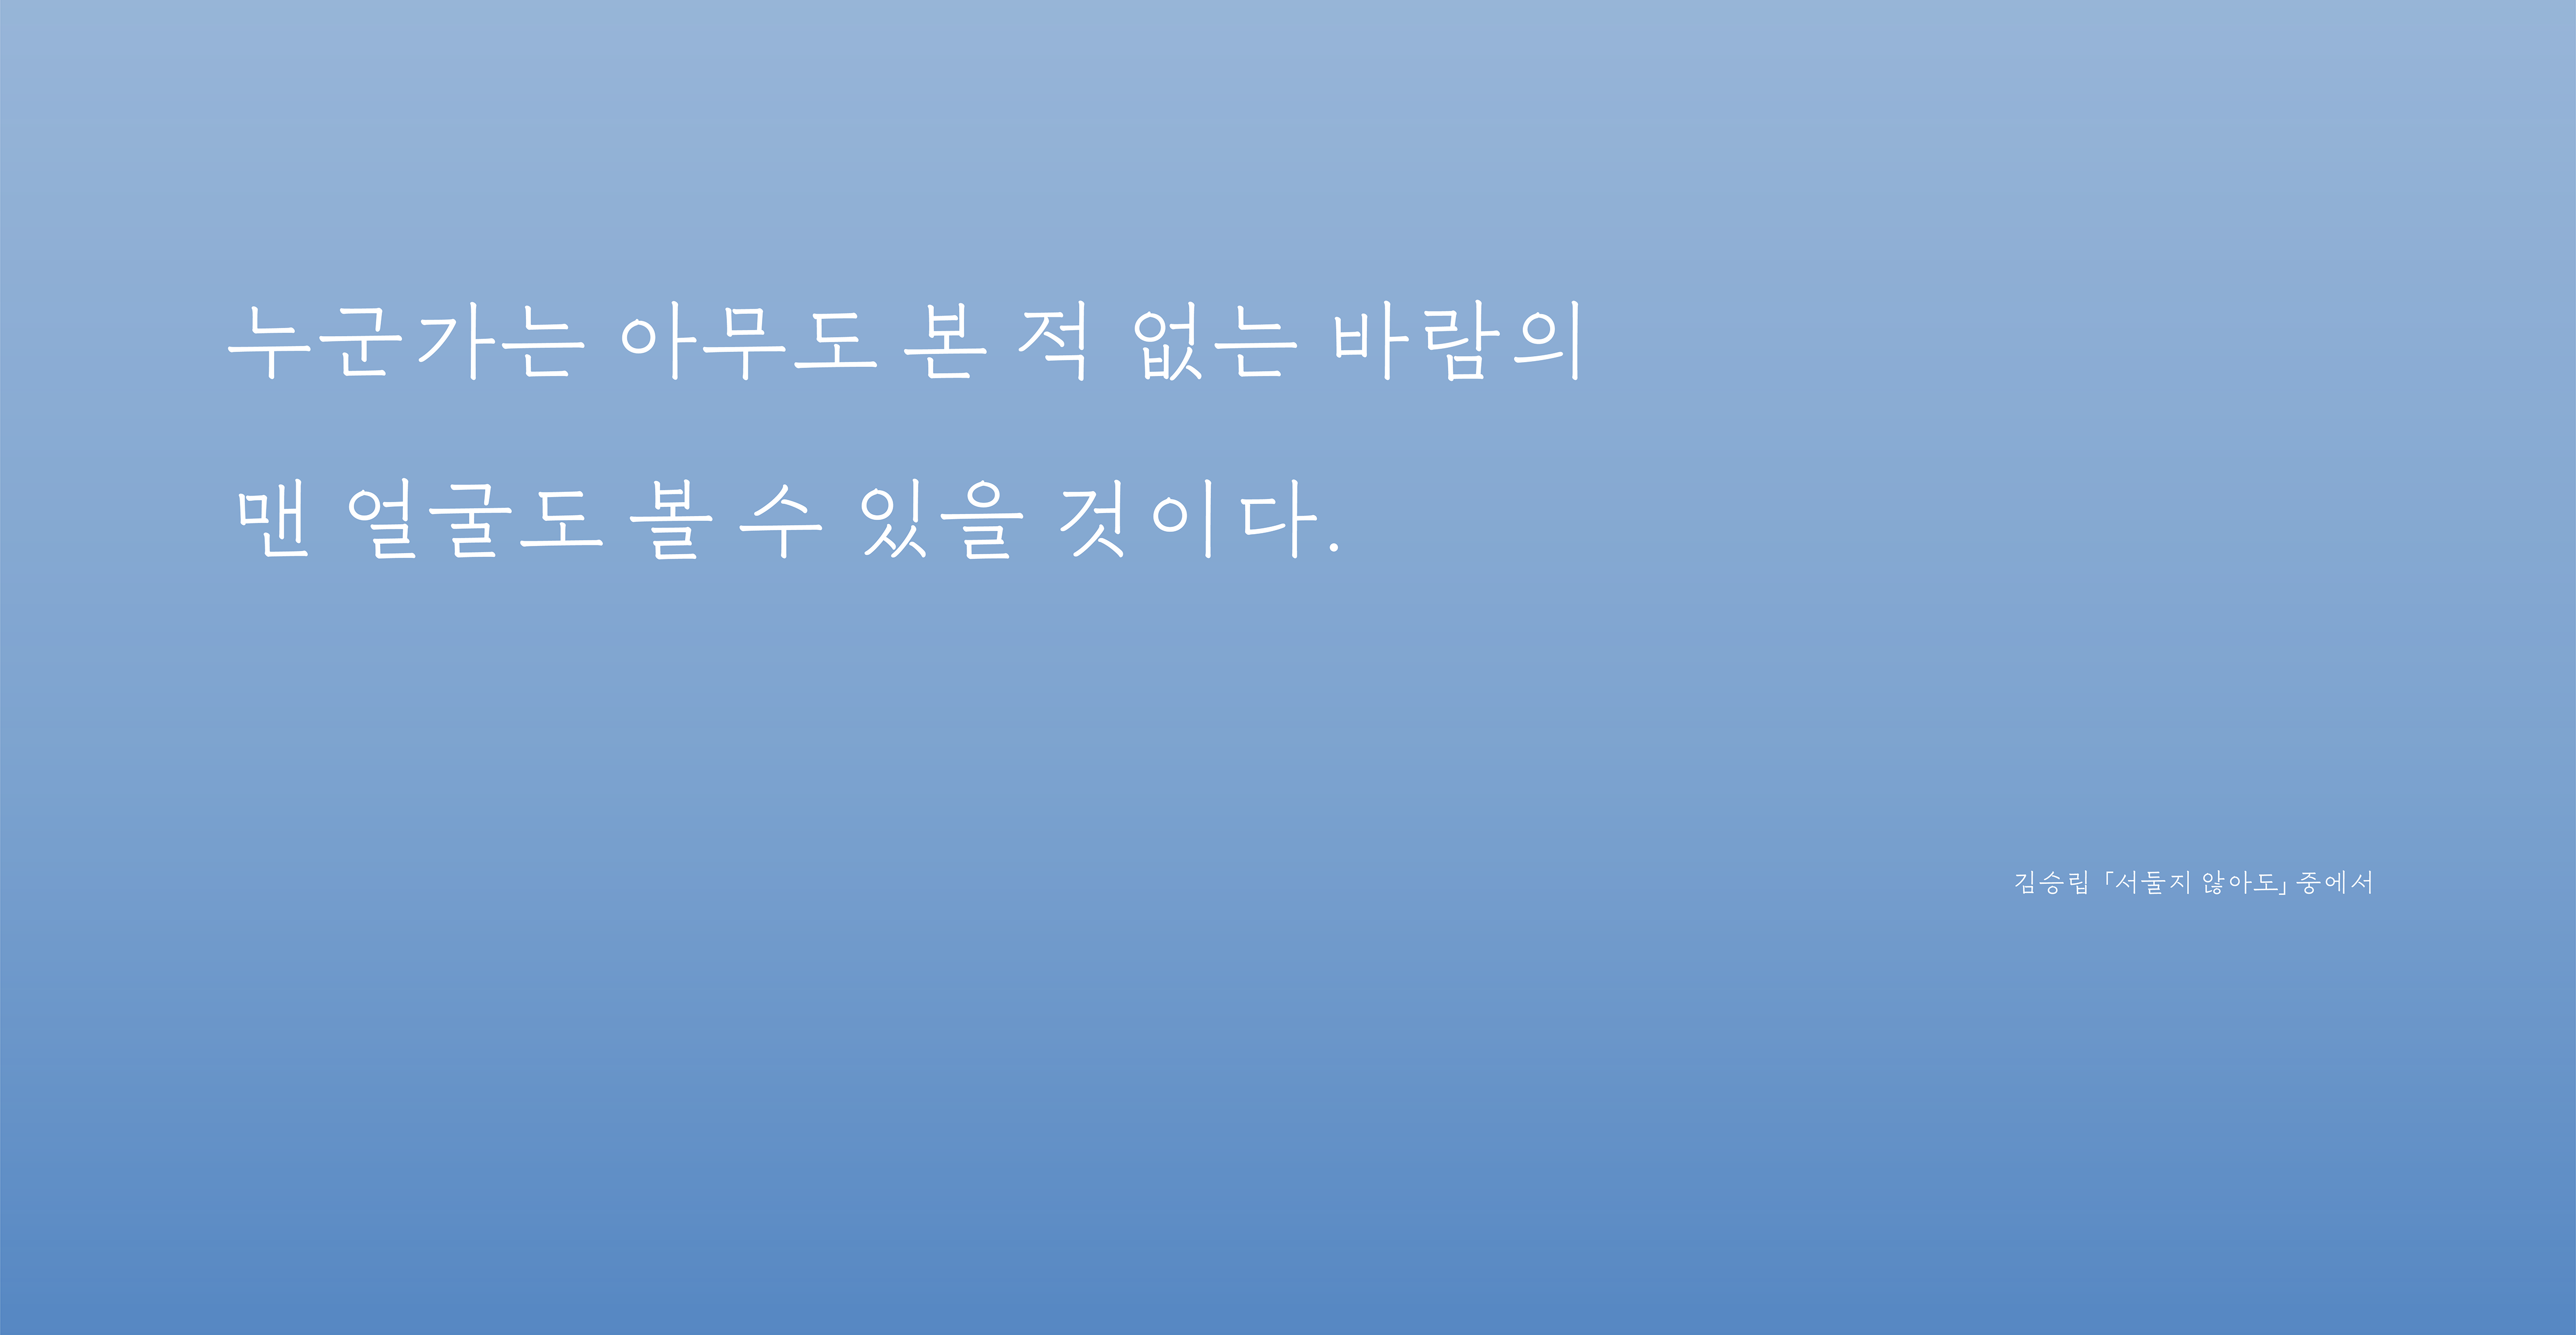 누군가는 아무도 본 적 없는 바람의
맨 얼굴도 볼 수 있을 것이다.
김승립 「서둘지 않아도」 중에서